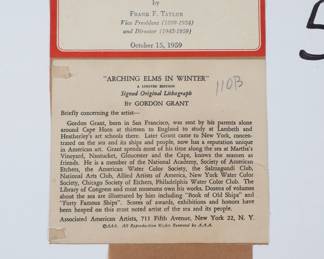 by
FRANK F. TAYLOR
Vice President (1899-1954)
and Director (1942-1959)
October 15, 1959
"ARCHING ELMS IN WINTER"
A LIMITED EDITION
Signed Original Lithograph
BY GORDON GRANT
110B
Briefly concerning the artist—
Gordon Grant, born in San Francisco, was sent by his parents alone
around Cape Horn at thirteen to England to study at Lambeth and
Heatherley's art schools there. Later Grant came to New York, concen-
trated on the sea and its ships and people, now has a reputation unique
in American art. Grant spends most of his time along the sea at Martha's
Vineyard, Nantucket, Gloucester and the Cape, knows the seamen as
friends. He is a member of the National Academy, Society of American
Etchers, the American Water Color Society, the Salmagundi Club,
National Arts Club, Allied Artists of America, New York Water Color
Society, Chicago Society of Etchers, Philadelphia Water Color Club. The
Library of Congress and most museums own his works. Dozens of volumes
about the sea are illustrated by him including "Book of Old Ships" and
"Forty Famous Ships". Scores of awards, exhibitions and honors have
been heaped on this most noted artist of the sea and its people.
Associated American Artists, 711 Fifth Avenue, New York 22, N. Y.
All Reproduction Rights Reserved by A.A.A.